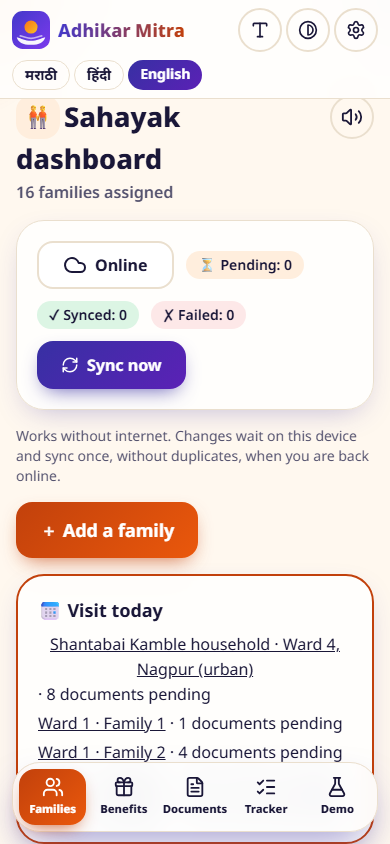 Adhikar Mitra
मराठी
हिंदी
English
Sahayak
dashboard
16 families assigned
Online
⏳ Pending: 0
✓ Synced: 0
✗ Failed: 0
Sync now
Works without internet. Changes wait on this device
and sync once, without duplicates, when you are back
online.
+ Add a family
Visit today
Shantabai Kamble household · Ward 4,
Nagpur (urban)
· 8 documents pending
Ward 1 · Family 1 · 1 documents pending
Ward 1 · Family 2 · 4 documents pending
Families
Benefits
Documents
Tracker
Demo